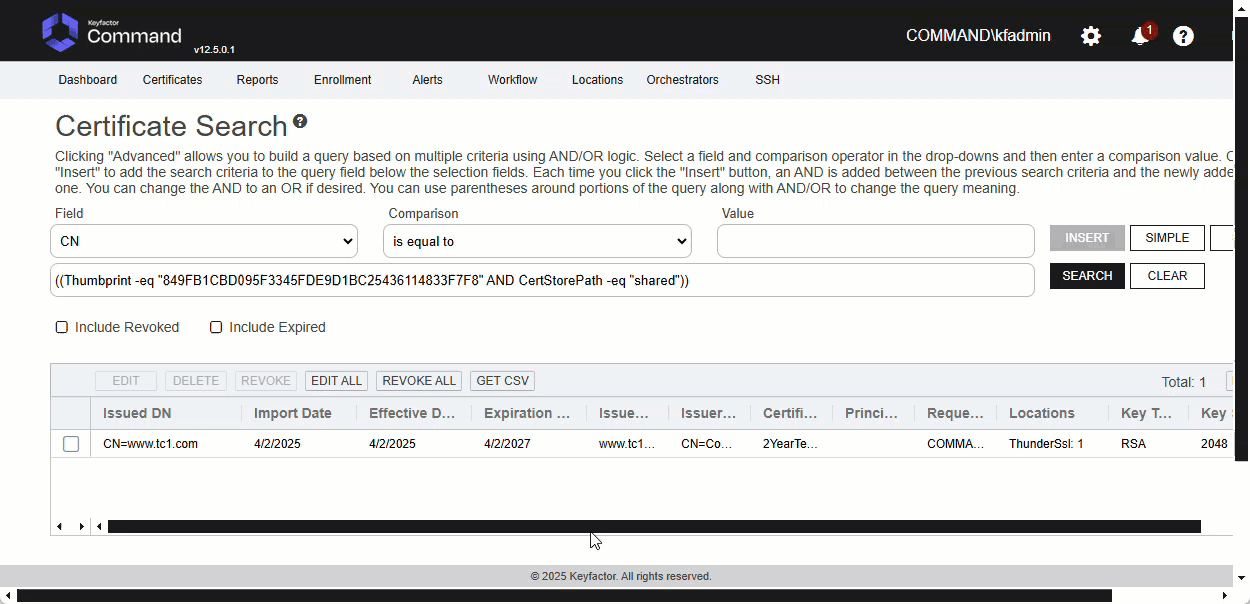 Keyfactor
Command
v12.5.0.1
COMMAND\kfadmin
1
?
Dashboard Certificates Reports Enrollment Alerts Workflow Locations Orchestrators SSH
Certificate Search ?
Clicking "Advanced" allows you to build a query based on multiple criteria using AND/OR logic. Select a field and comparison operator in the drop-downs and then enter a comparison value. C
"Insert" to add the search criteria to the query field below the selection fields. Each time you click the "Insert" button, an AND is added between the previous search criteria and the newly adde
one. You can change the AND to an OR if desired. You can use parentheses around portions of the query along with AND/OR to change the query meaning.
Field Comparison Value
CN is equal to INSERT SIMPLE
((Thumbprint -eq "849FB1CBD095F3345FDE9D1BC25436114833F7F8" AND CertStorePath -eq "shared")) SEARCH CLEAR
Include Revoked Include Expired
EDIT DELETE REVOKE EDIT ALL REVOKE ALL GET CSV Total: 1
Issued DN Import Date Effective D... Expiration ... Issue... Issuer... Certifi... Princi... Reque... Locations Key T... Key
CN=www.tc1.com 4/2/2025 4/2/2025 4/2/2027 www.tc1... CN=Co... 2YearTe... COMMA... ThunderSsl: 1 RSA 2048
© 2025 Keyfactor. All rights reserved.